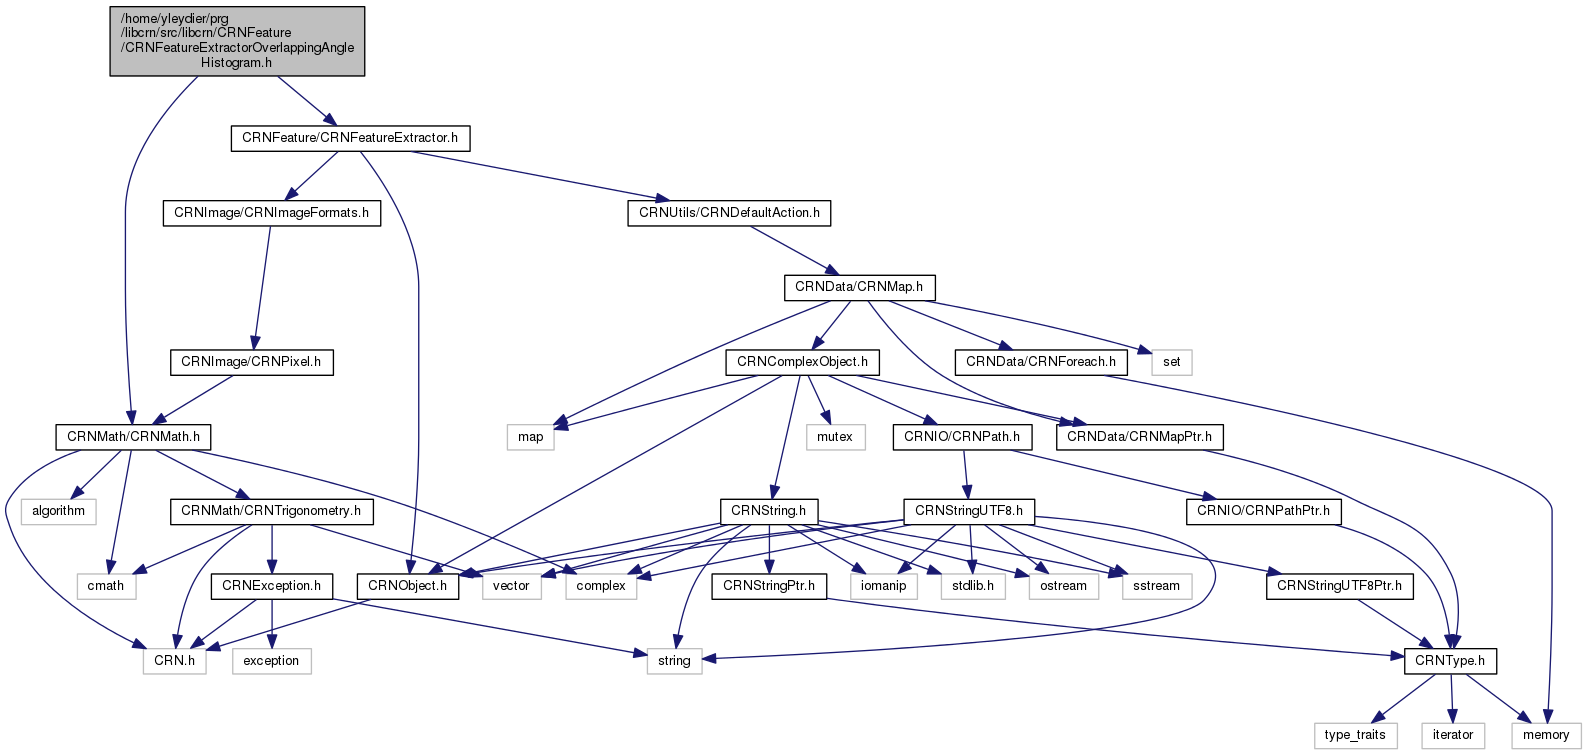 /home/yleydier/prg
/libcrn/src/libcrn/CRNFeature
/CRNFeatureExtractorOverlappingAngle
Histogram.h
CRNFeature/CRNFeatureExtractor.h
CRNImage/CRNImageFormats.h
CRNUtils/CRNDefaultAction.h
CRNData/CRNMap.h
CRNImage/CRNPixel.h
CRNComplexObject.h
CRNData/CRNForeach.h
set
CRNMath/CRNMath.h
map
mutex
CRNIO/CRNPath.h
CRNData/CRNMapPtr.h
algorithm
CRNMath/CRNTrigonometry.h
CRNString.h
CRNStringUTF8.h
CRNIO/CRNPathPtr.h
cmath
CRNException.h
CRNObject.h
vector
complex
CRNStringPtr.h
iomanip
stdlib.h
ostream
sstream
CRNStringUTF8Ptr.h
CRN.h
exception
string
CRNType.h
type_traits
iterator
memory